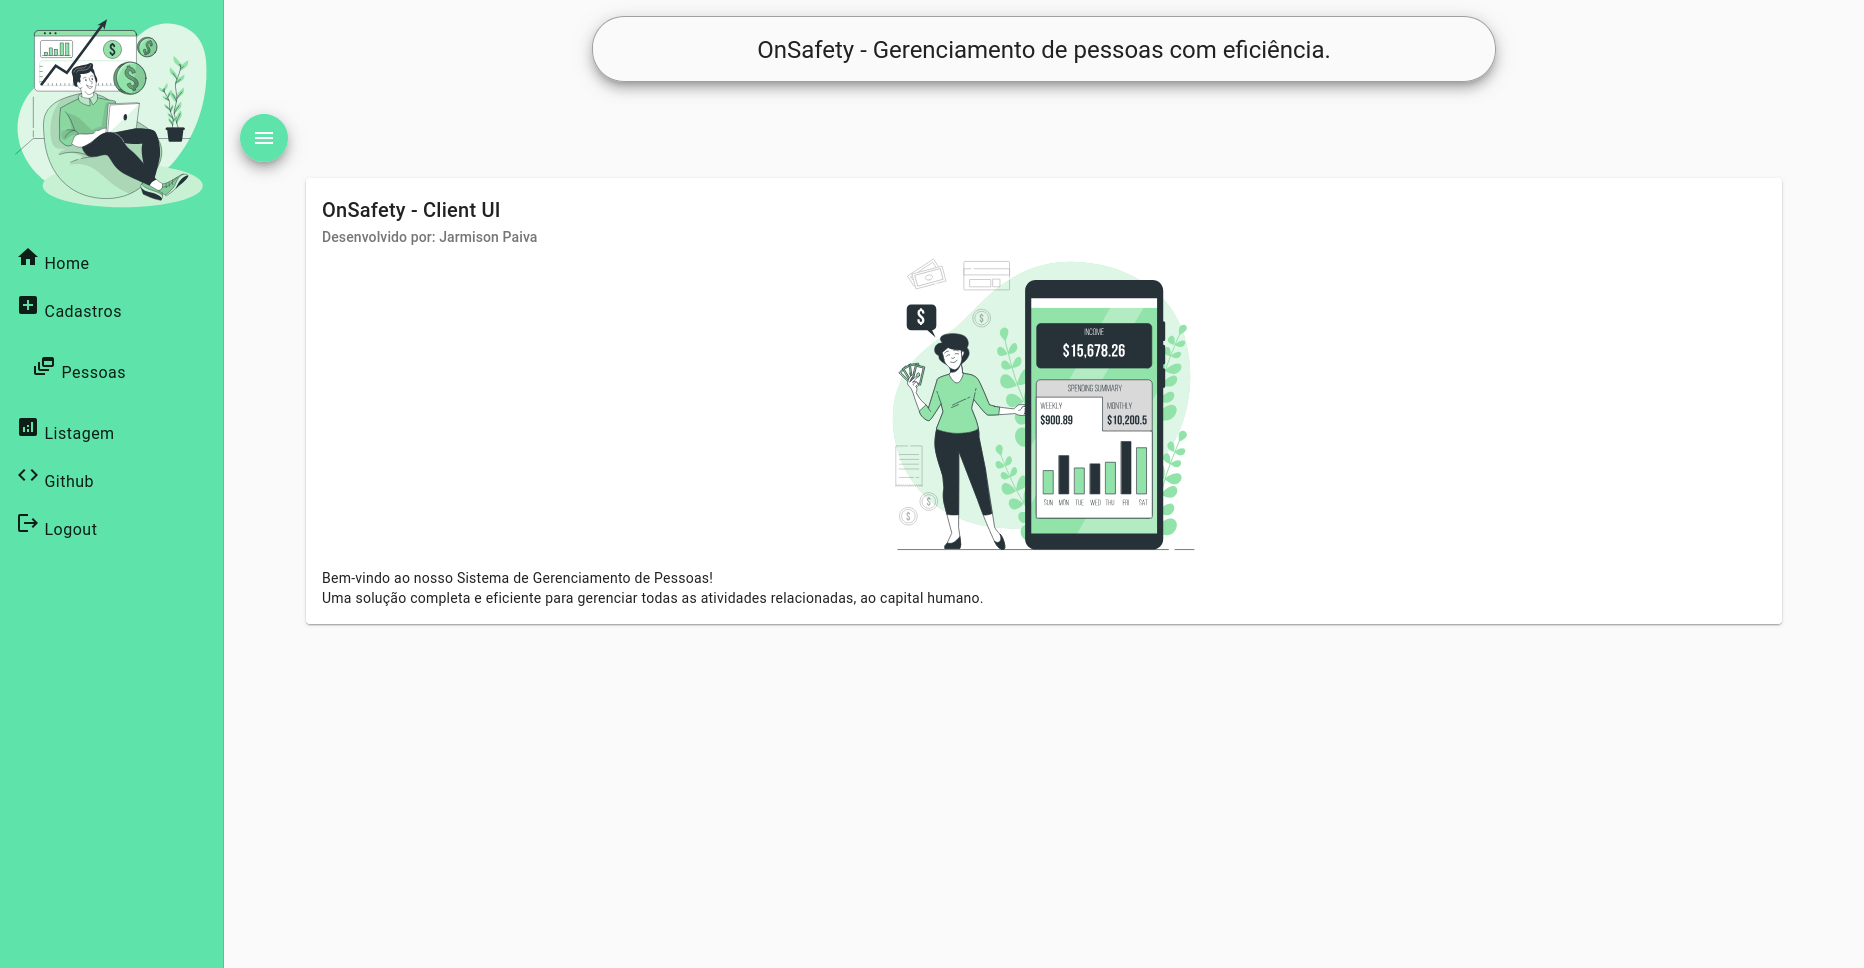 OnSafety - Gerenciamento de pessoas com eficiência.
Home
Cadastros
Pessoas
Listagem
Github
Logout
OnSafety - Client UI
Desenvolvido por: Jarmison Paiva
$
$
$
$
$
$
$
INCOME
$15,678.26
SPENDING SUMMARY
WEEKLY
$900.89
MONTHLY
$10,200.5
SUN MON TUE WED THU FRI SAT
Bem-vindo ao nosso Sistema de Gerenciamento de Pessoas!
Uma solução completa e eficiente para gerenciar todas as atividades relacionadas, ao capital humano.